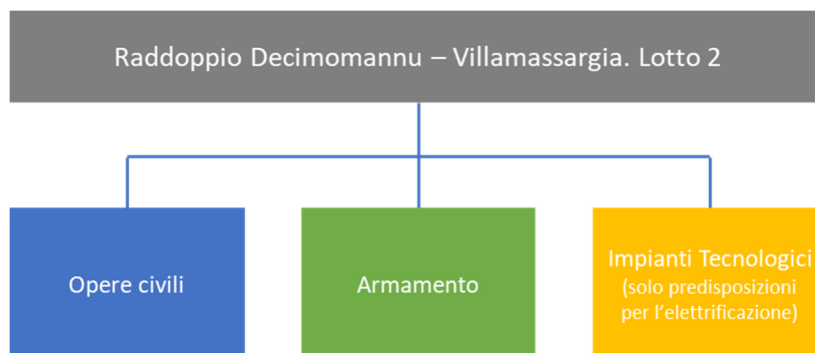 Raddoppio Decimomannu – Villamassargia. Lotto 2
Opere civili
Armamento
Impianti Tecnologici
(solo predisposizioni
per l'elettrificazione)